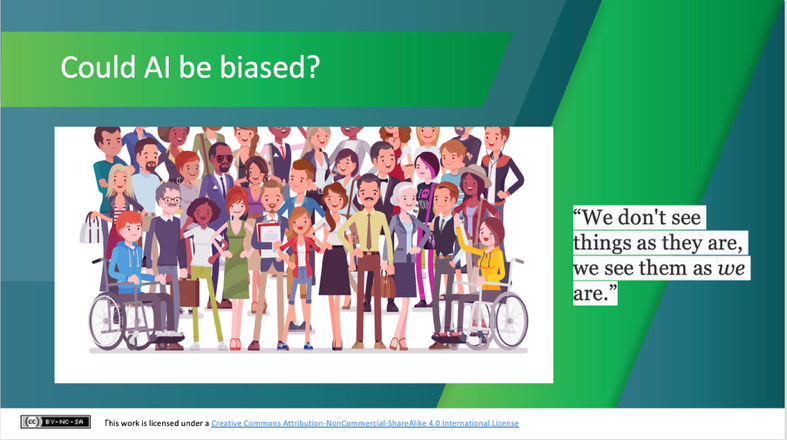 Could AI be biased?
“We don't see
things as they are,
we see them as we
are.”
cc BY-NC-SA
This work is licensed under a Creative Commons Attribution-NonCommercial-ShareAlike 4.0 International License